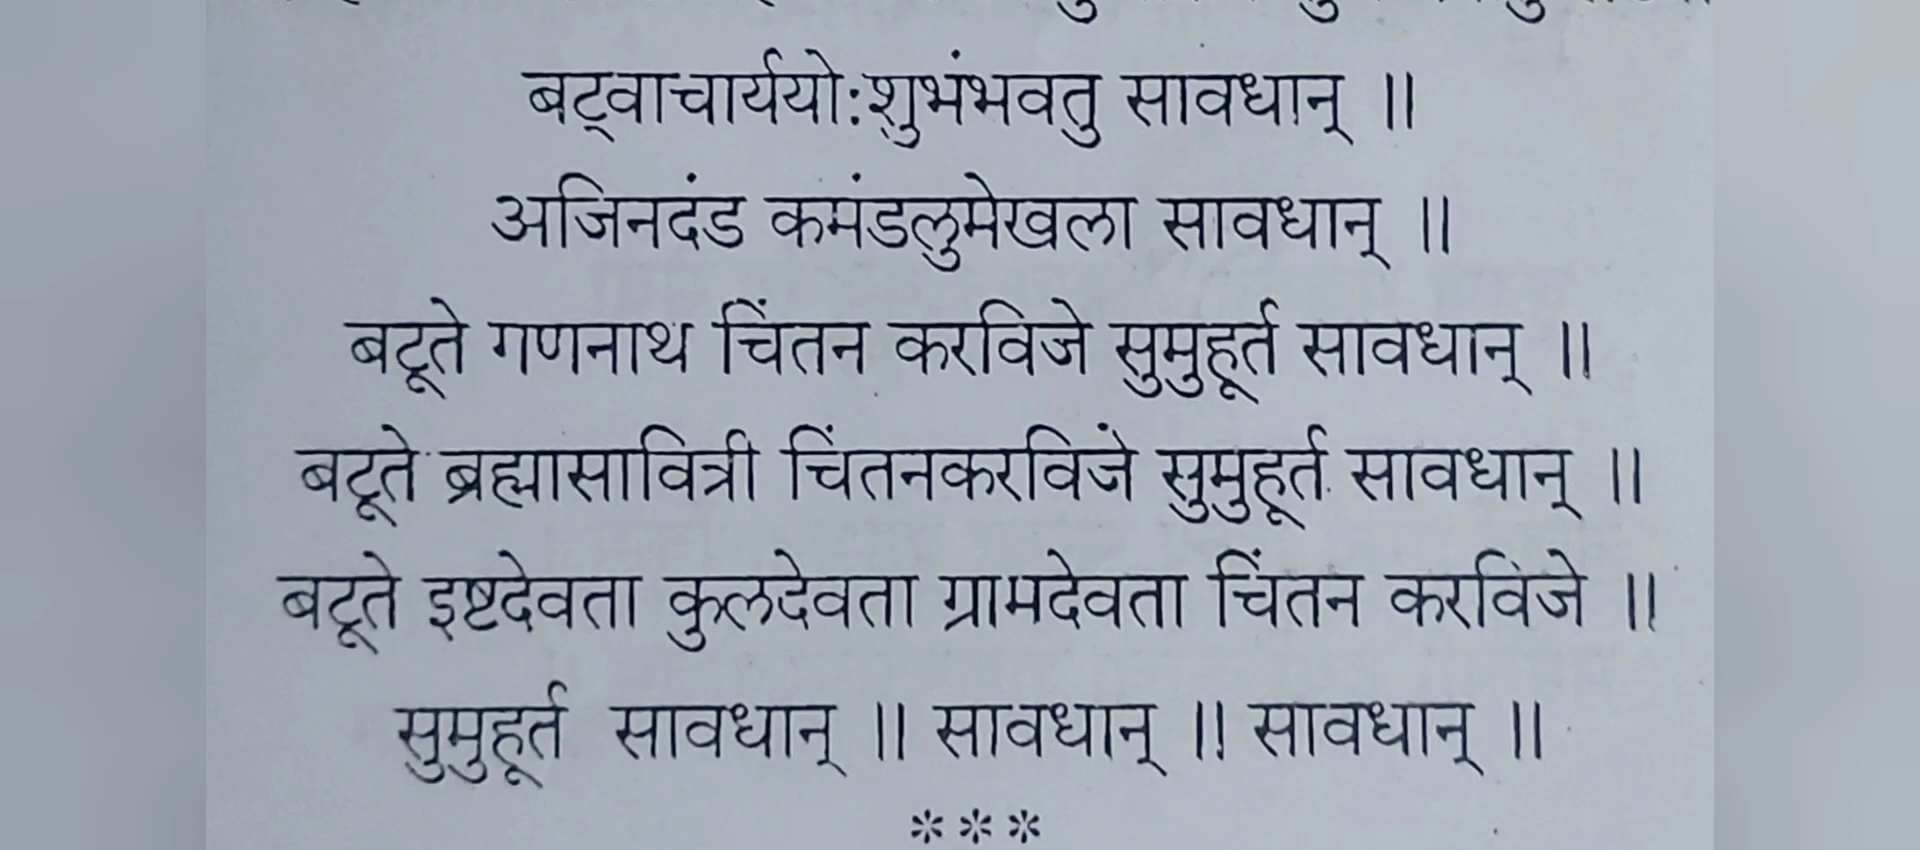 बट्वाचार्ययो:शुभंभवतु सावधान् ॥
अजिनदंड कमंडलुमेखला सावधान् ॥
बटूते गणनाथ चिंतन करविजे सुमुहूर्त सावधान् ॥
बटूते ब्रह्मासावित्री चिंतनकरविजे सुमुहूर्त सावधान् ॥
बटूते इष्टदेवता कुलदेवता ग्रामदेवता चिंतन करविजे ॥
सुमुहूर्त सावधान् ॥ सावधान् ॥ सावधान् ॥
***